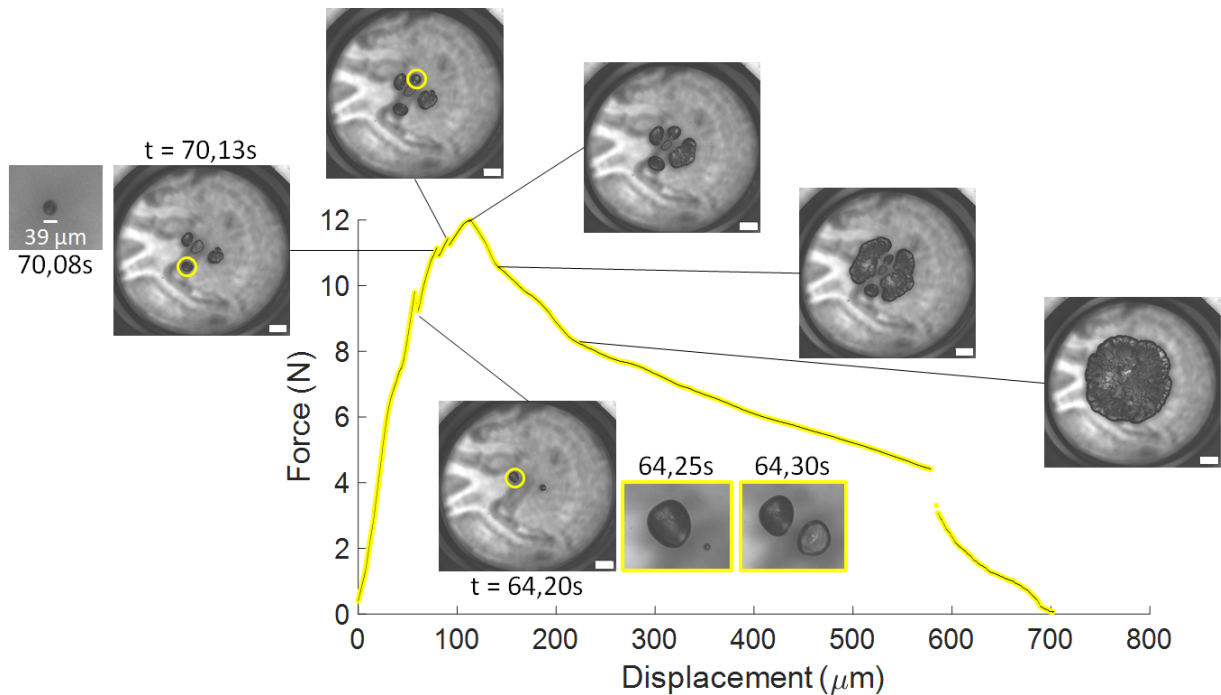 t = 70,13s
39 μm
70,08s
12
10
8
6
4
2
0
Force (N)
64,25s
64,30s
t = 64,20s
0
100
200
300
400
500
600
700
800
Displacement (μm)